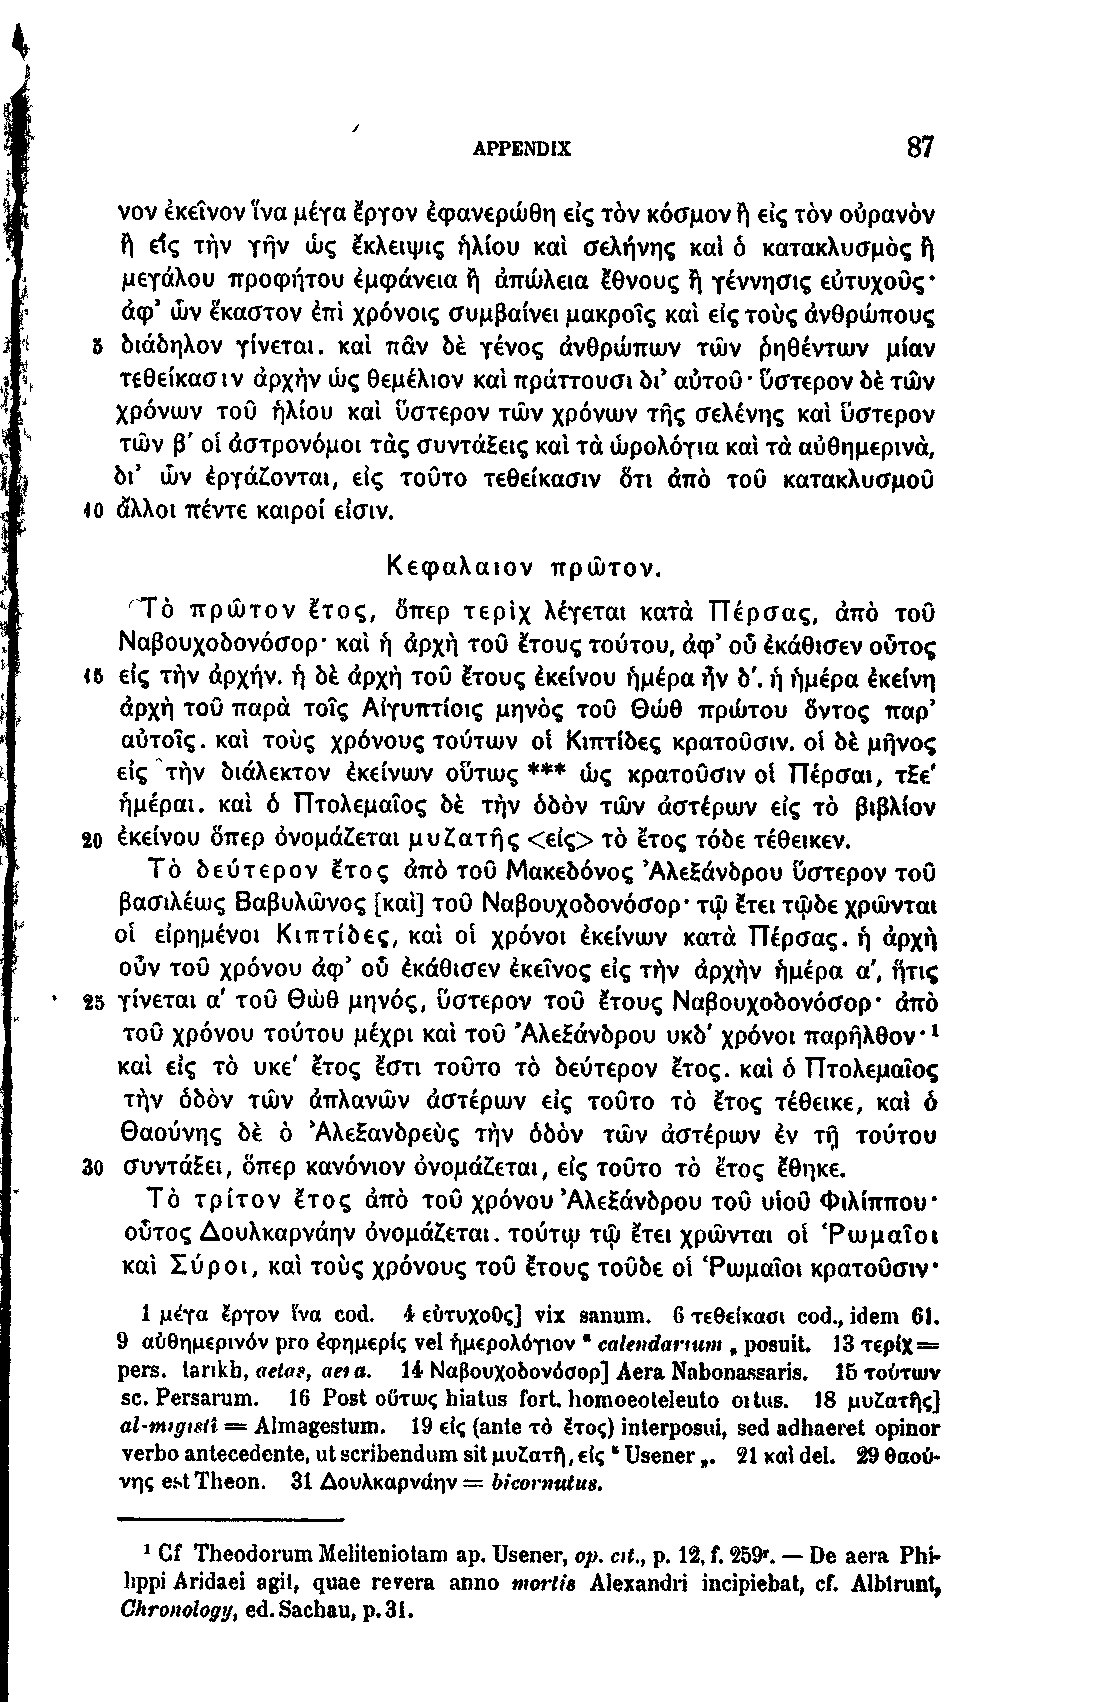 APPENDIX 87
νον ἐκεῖνον ἵνα μέγα ἔργον ἐφανερώθη εἰς τὸν κόσμον ἢ εἰς τὸν οὐρανὸν
ἢ εἰς τὴν γῆν ὡς ἔκλειψις ἡλίου καὶ σελήνης καὶ ὁ κατακλυσμὸς ἢ
μεγάλου προφήτου ἐμφάνεια ἢ ἀπώλεια ἔθνους ἢ γέννησις εὐτυχοῦς·
ἀφ’ ὧν ἕκαστον ἐπὶ χρόνοις συμβαίνει μακροῖς καὶ εἰς τοὺς ἀνθρώπους
5 διάδηλον γίνεται. καὶ πᾶν δὲ γένος ἀνθρώπων τῶν ῥηθέντων μίαν
τεθείκασιν ἀρχὴν ὡς θεμέλιον καὶ πράττουσι δι’ αὐτοῦ· ὕστερον δὲ τῶν
χρόνων τοῦ ἡλίου καὶ ὕστερον τῶν χρόνων τῆς σελένης καὶ ὕστερον
τῶν β′ οἱ ἀστρονόμοι τὰς συντάξεις καὶ τὰ ὡρολόγια καὶ τὰ αὐθημερινὰ,
δι’ ὧν ἐργάζονται, εἰς τοῦτο τεθείκασιν ὅτι ἀπὸ τοῦ κατακλυσμοῦ
10 ἄλλοι πέντε καιροί εἰσιν.
Κεφαλαιον πρῶτον.
Τὸ πρῶτον ἔτος, ὅπερ τερὶχ λέγεται κατὰ Πέρσας, ἀπὸ τοῦ
Ναβουχοδονόσορ· καὶ ἡ ἀρχὴ τοῦ ἔτους τούτου, ἀφ’ οὗ ἐκάθισεν οὗτος
15 εἰς τὴν ἀρχήν. ἡ δὲ ἀρχὴ τοῦ ἔτους ἐκείνου ἡμέρα ἦν δ′. ἡ ἡμέρα ἐκείνη
ἀρχὴ τοῦ παρὰ τοῖς Αἰγυπτίοις μηνὸς τοῦ Θὼθ πρώτου ὄντος παρ’
αὐτοῖς. καὶ τοὺς χρόνους τούτων οἱ Κιπτίδες κρατοῦσιν. οἱ δὲ μῆνος
εἰς τὴν διάλεκτον ἐκείνων οὕτως *** ὡς κρατοῦσιν οἱ Πέρσαι, τξε′
ἡμέραι. καὶ ὁ Πτολεμαῖος δὲ τὴν ὁδὸν τῶν ἀστέρων εἰς τὸ βιβλίον
20 ἐκείνου ὅπερ ὀνομάζεται μυζατῆς <εἰς> τὸ ἔτος τόδε τέθεικεν.
Τὸ δεύτερον ἔτος ἀπὸ τοῦ Μακεδόνος Ἀλεξάνδρου ὕστερον τοῦ
βασιλέως Βαβυλῶνος [καὶ] τοῦ Ναβουχοδονόσορ· τῷ ἔτει τῷδε χρῶνται
οἱ εἰρημένοι Κιπτίδες, καὶ οἱ χρόνοι ἐκείνων κατὰ Πέρσας. ἡ ἀρχὴ
οὖν τοῦ χρόνου ἀφ’ οὗ ἐκάθισεν ἐκεῖνος εἰς τὴν ἀρχὴν ἡμέρα α′, ἥτις
25 γίνεται α′ τοῦ Θὼθ μηνός, ὕστερον τοῦ ἔτους Ναβουχοδονόσορ· ἀπὸ
τοῦ χρόνου τούτου μέχρι καὶ τοῦ Ἀλεξάνδρου υκδ′ χρόνοι παρῆλθον· ¹
καὶ εἰς τὸ υκε′ ἔτος ἔστι τοῦτο τὸ δεύτερον ἔτος. καὶ ὁ Πτολεμαῖος
τὴν ὁδὸν τῶν ἀπλανῶν ἀστέρων εἰς τοῦτο τὸ ἔτος τέθεικε, καὶ ὁ
Θαούνης δὲ ὁ Ἀλεξανδρεὺς τὴν ὁδὸν τῶν ἀστέρων ἐν τῇ τούτου
30 συντάξει, ὅπερ κανόνιον ὀνομάζεται, εἰς τοῦτο τὸ ἔτος ἔθηκε.
Τὸ τρίτον ἔτος ἀπὸ τοῦ χρόνου Ἀλεξάνδρου τοῦ υἱοῦ Φιλίππου·
οὗτος Δουλκαρνάην ὀνομάζεται. τούτῳ τῷ ἔτει χρῶνται οἱ Ῥωμαῖοι
καὶ Σύροι, καὶ τοὺς χρόνους τοῦ ἔτους τοῦδε οἱ Ῥωμαῖοι κρατοῦσιν·
1 μέγα ἔργον ἵνα cod. 4 εὐτυχοῦς] vix sanum. 6 τεθείκασι cod., idem 61.
9 αὐθημερινόν pro ἐφημερίς vel ἡμερολόγιον " calendarium „ posuit. 13 τερίχ =
pers. tarikh, aetas, aera. 14 Ναβουχοδονόσορ] Aera Nabonassaris. 15 τούτων
sc. Persarum. 16 Post οὕτως hiatus fort. homoeoteleuto ortus. 18 μυζατῆς]
al-migisti = Almagestum. 19 εἰς (ante τὸ ἔτος) interposui, sed adhaeret opinor
verbo antecedente, ut scribendum sit μυζατῆ, εἰς " Usener „. 21 καὶ del. 29 θαού-
νης est Theon. 31 Δουλκαρνάην = bicornutus.
¹ Cf Theodorum Meliteniotam ap. Usener, op. cit., p. 12, f. 259r. — De aera Phi-
lippi Aridaei agit, quae revera anno mortis Alexandri incipiebat, cf. Albîrunî,
Chronology, ed. Sachau, p. 31.